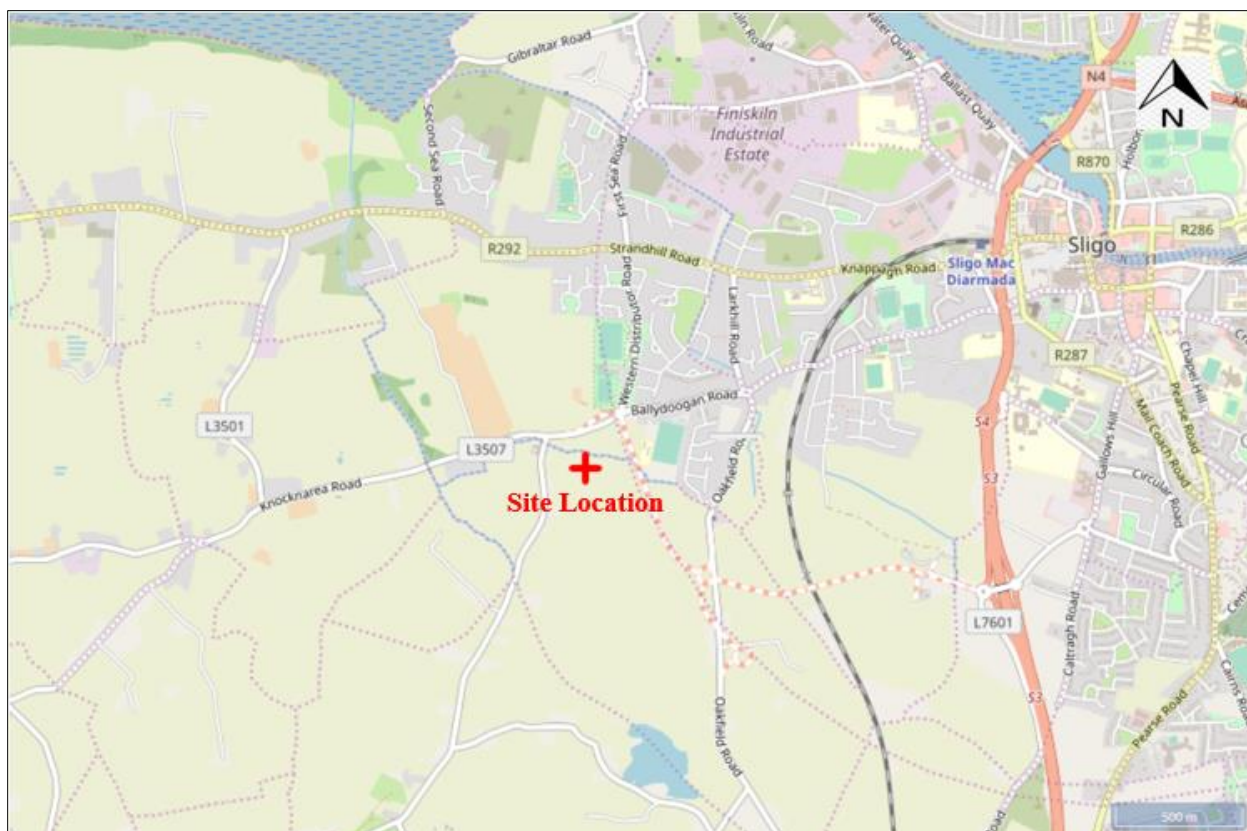 Gibraltar Road
Water Quay
Ballast Quay
N4
N
Second Sea Road
First Sea Road
Finiskiln
Industrial
Estate
R870
R292
Strandhill Road
Knappagh Road
Sligo Mac
Diarmada
Sligo
R286
Western Distributor Road
Larkhill Road
R287
Chapel Hill
Pearse Road
Mail Coach Road
Ballydoogan Road
L3501
L3507
S4
Gallows Hill
Knocknarea Road
Site Location
Oakfield Road
S3
Circular Road
L7601
Caltragh Road
Oakfield Road
S3
Pearse Road
500 m